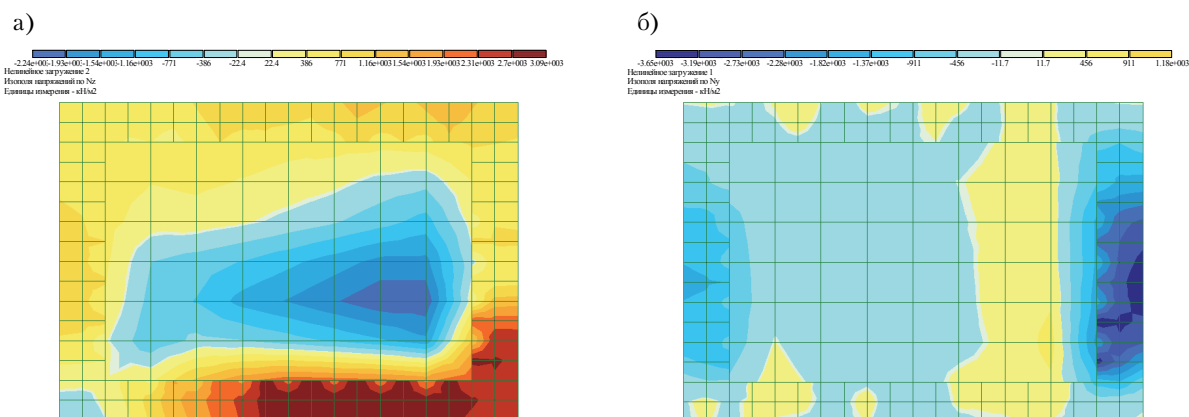 а)
-2.24e+003 -1.93e+003 -1.54e+003 -1.16e+003 -771 -386 -22.4 22.4 386 771 1.16e+003 1.54e+003 1.93e+003 2.31e+003 2.7e+003 3.09e+003
Нелинейное загружение 2
Изополя напряжений по Nz
Единицы измерения - кН/м2
б)
-3.65e+003 -3.19e+003 -2.73e+003 -2.28e+003 -1.82e+003 -1.37e+003 -911 -456 -11.7 11.7 456 911 1.18e+003
Нелинейное загружение 1
Изополя напряжений по Ny
Единицы измерения - кН/м2